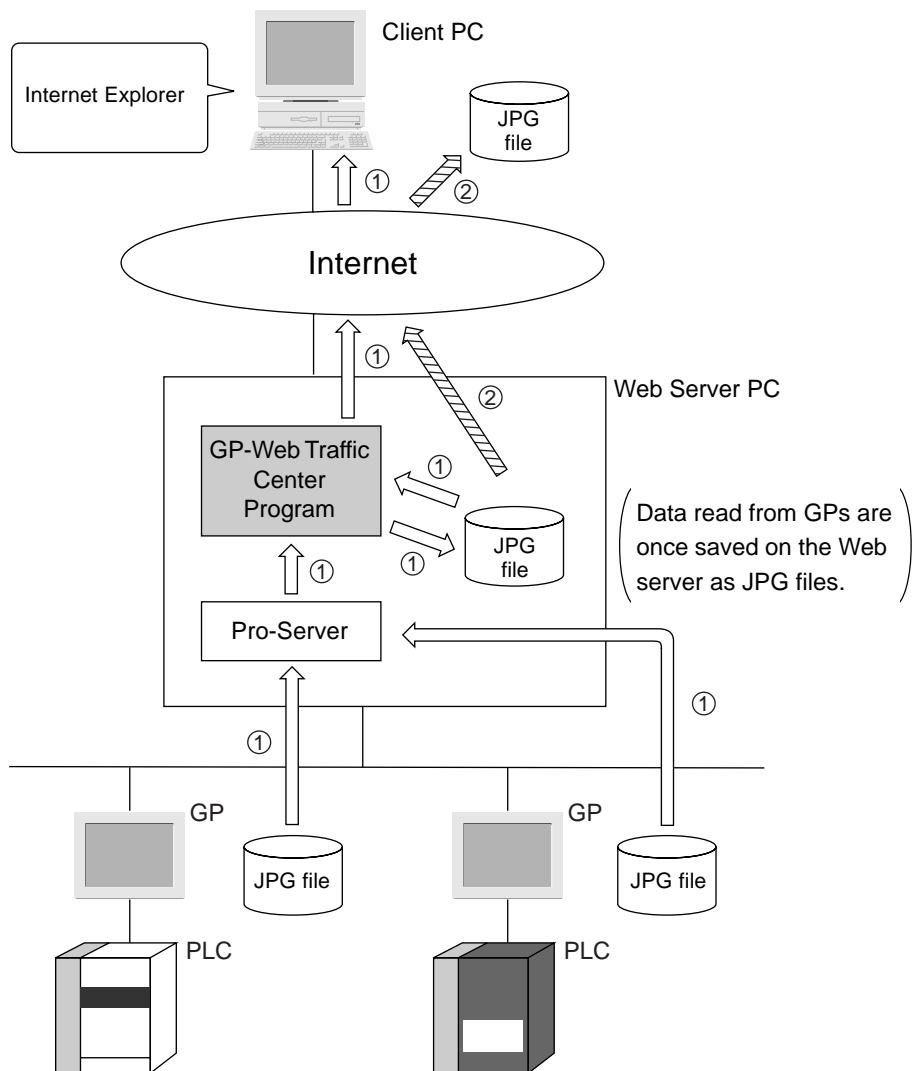 Client PC
Internet Explorer
JPG
file
①
②
Internet
①
Web Server PC
②
GP-Web Traffic
Center
Program
①
①
JPG
file
Data read from GPs are
once saved on the Web
server as JPG files.
①
Pro-Server
①
①
GP
GP
JPG file
JPG file
PLC
PLC